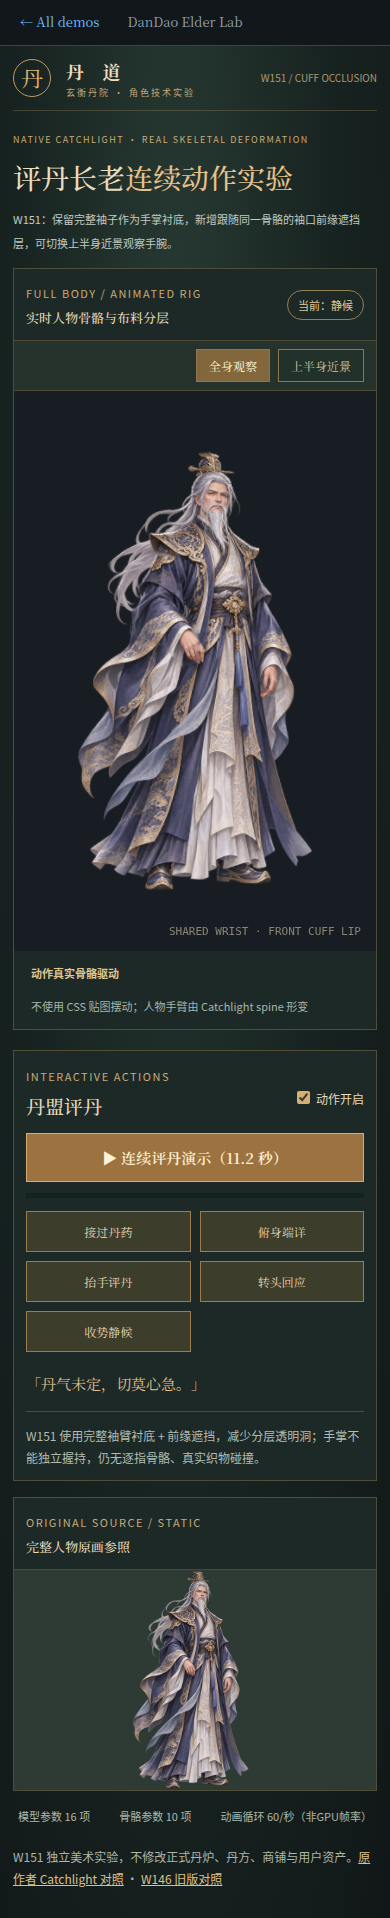 ← All demos DanDao Elder Lab
丹 丹 道
玄衡丹院 · 角色技术实验
W151 / CUFF OCCLUSION
NATIVE CATCHLIGHT · REAL SKELETAL DEFORMATION
评丹长老连续动作实验
W151：保留完整袖子作为手掌衬底，新增跟随同一骨骼的袖口前缘遮挡
层，可切换上半身近景观察手腕。
FULL BODY / ANIMATED RIG
实时人物骨骼与布料分层
当前：静候
全身观察 上半身近景
SHARED WRIST · FRONT CUFF LIP
动作真实骨骼驱动
不使用 CSS 贴图摆动；人物手臂由 Catchlight spine 形变
INTERACTIVE ACTIONS
丹盟评丹
动作开启
▶ 连续评丹演示（11.2 秒）
接过丹药 俯身端详
抬手评丹 转头回应
收势静候
「丹气未定，切莫心急。」
W151 使用完整袖臂衬底 + 前缘遮挡，减少分层透明洞；手掌不
能独立握持，仍无逐指骨骼、真实织物碰撞。
ORIGINAL SOURCE / STATIC
完整人物原画参照
模型参数 16 项 骨骼参数 10 项 动画循环 60/秒（非GPU帧率）
W151 独立美术实验，不修改正式丹炉、丹方、商铺与用户资产。原
作者 Catchlight 对照 · W146 旧版对照